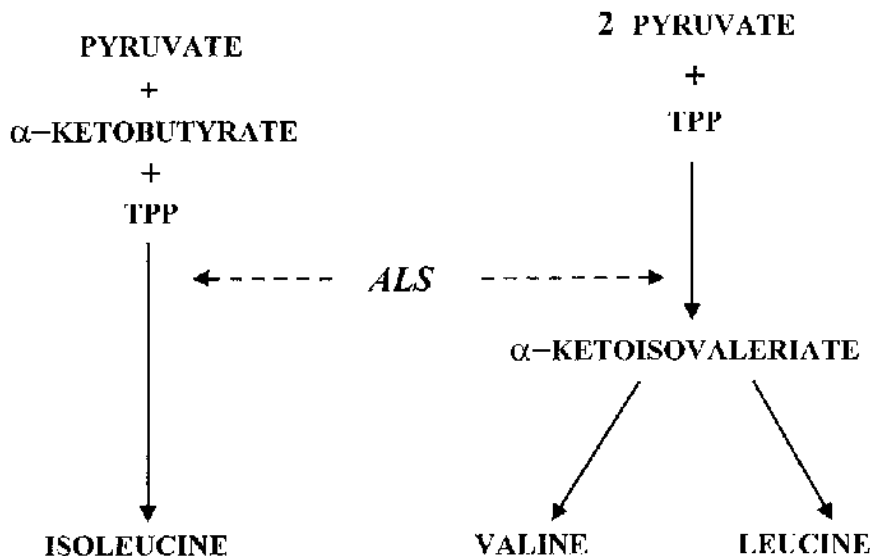 PYRUVATE
+
α–KETOBUTYRATE
+
TPP
2 PYRUVATE
+
TPP
ALS
α–KETOISOVALERIATE
ISOLEUCINE
VALINE
LEUCINE